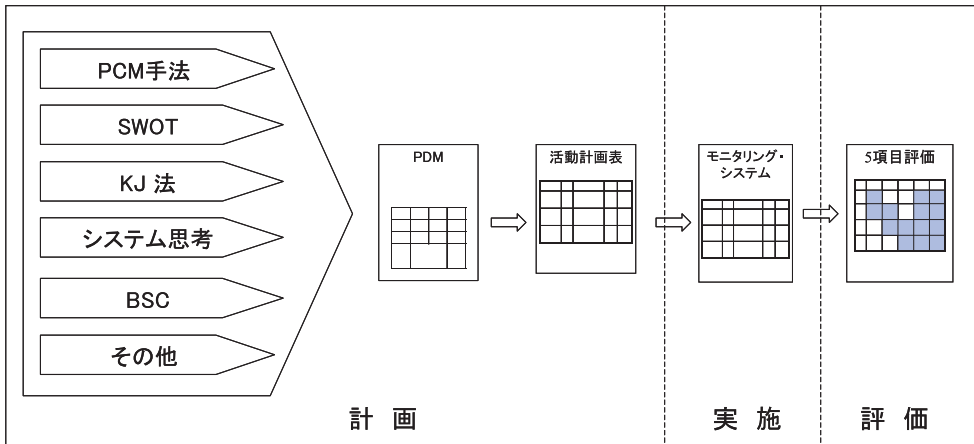 PCM手法
SWOT
KJ 法
システム思考
BSC
その他
PDM
活動計画表
モニタリング・
システム
5項目評価
計 画
実 施
評 価